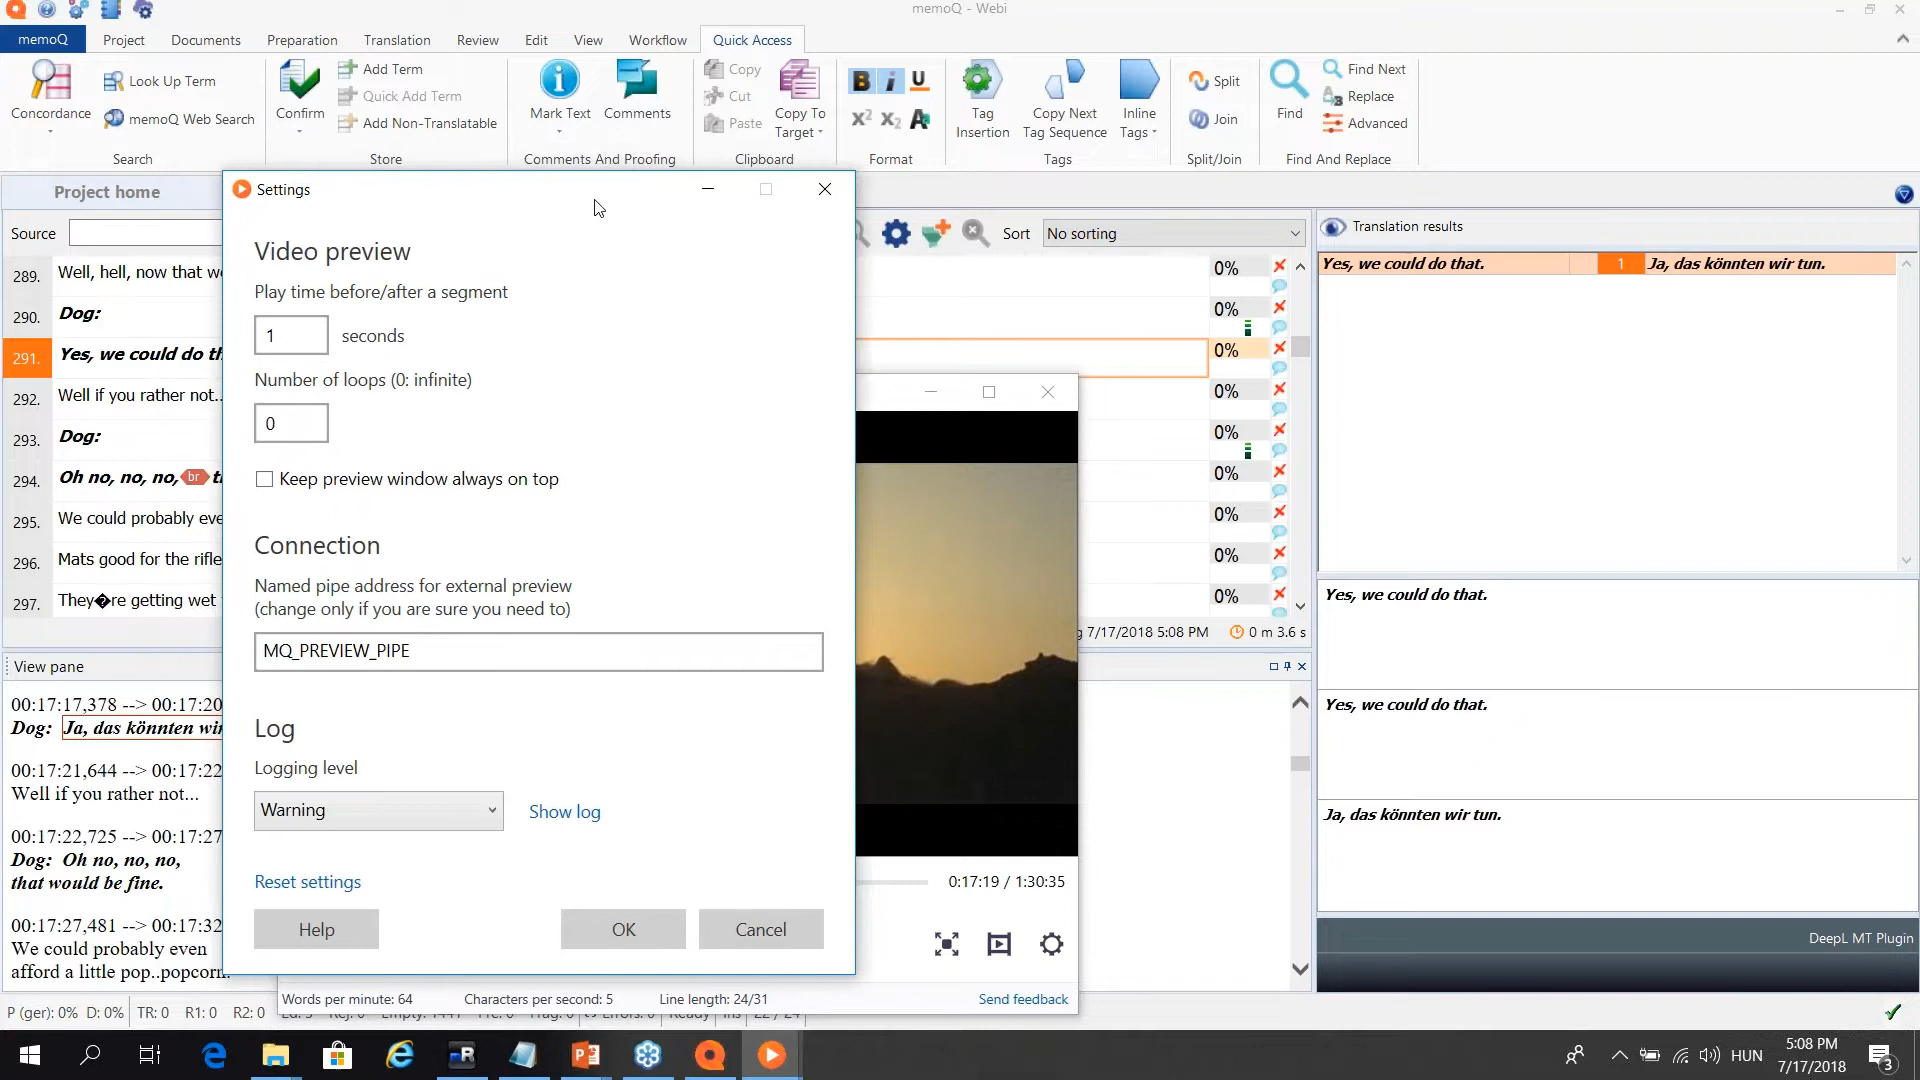 memoQ - Webi
memoQ Project Documents Preparation Translation Review Edit View Workflow Quick Access
Concordance
Look Up Term
memoQ Web Search
Search
Confirm
Add Term
Quick Add Term
Add Non-Translatable
Store
Mark Text
Comments
Comments And Proofing
Copy
Cut
Paste
Copy To
Target
Clipboard
B i U
X² X₂ A
Format
Tag
Insertion
Copy Next
Tag Sequence
Inline
Tags
Tags
Split
Join
Split/Join
Find
Find Next
Replace
Advanced
Find And Replace
Project home
Source
Sort No sorting
289. Well, hell, now that we
290. Dog:
291. Yes, we could do th
292. Well if you rather not..
293. Dog:
294. Oh no, no, no, br t
295. We could probably eve
296. Mats good for the rifle
297. They�re getting wet
0%
0%
0%
0%
0%
0%
0%
0%
0%
g 7/17/2018 5:08 PM 0 m 3.6 s
Settings
Video preview
Play time before/after a segment
1 seconds
Number of loops (0: infinite)
0
Keep preview window always on top
Connection
Named pipe address for external preview
(change only if you are sure you need to)
MQ_PREVIEW_PIPE
Log
Logging level
Warning Show log
Reset settings
Help OK Cancel
0:17:19 / 1:30:35
Words per minute: 64 Characters per second: 5 Line length: 24/31 Send feedback
View pane
00:17:17,378 --> 00:17:20
Dog: Ja, das könnten wir
00:17:21,644 --> 00:17:22
Well if you rather not...
00:17:22,725 --> 00:17:27
Dog: Oh no, no, no,
that would be fine.
00:17:27,481 --> 00:17:32
We could probably even
afford a little pop..popcorn.
Translation results
Yes, we could do that. 1 Ja, das könnten wir tun.
Yes, we could do that.
Yes, we could do that.
Ja, das könnten wir tun.
DeepL MT Plugin
P (ger): 0% D: 0% TR: 0 R1: 0 R2: 0
HUN
5:08 PM
7/17/2018
3